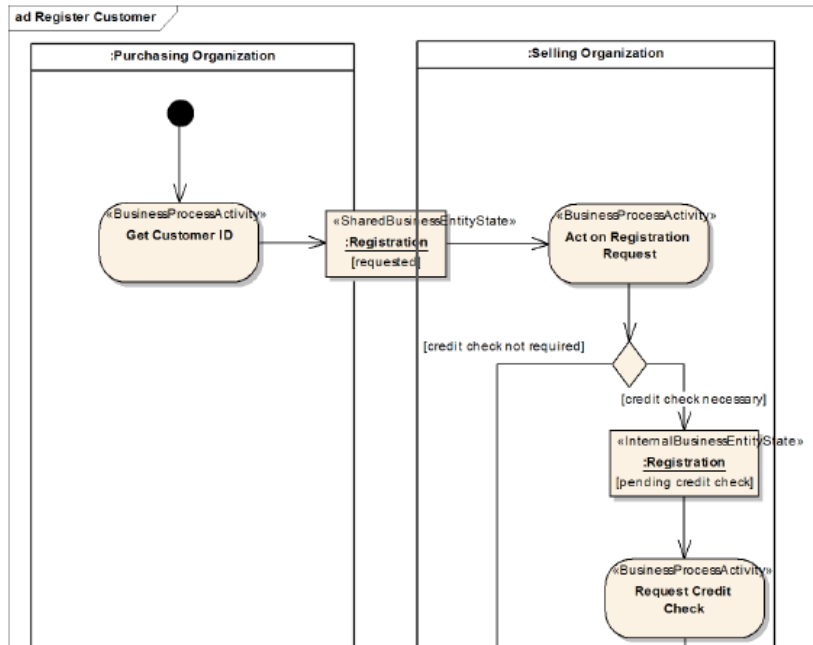 ad Register Customer
:Purchasing Organization
:Selling Organization
«BusinessProcessActivity»
Get Customer ID
«SharedBusinessEntityState»
:Registration
[requested]
«BusinessProcessActivity»
Act on Registration
Request
[credit check not required]
[credit check necessary]
«InternalBusinessEntityState»
:Registration
[pending credit check]
«BusinessProcessActivity»
Request Credit
Check